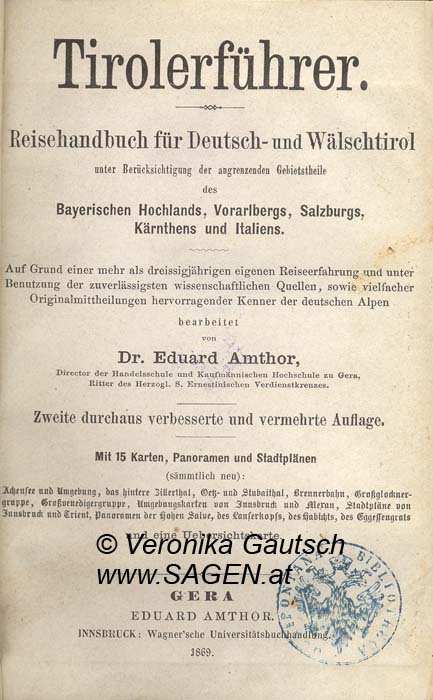 Tirolerführer.
Reisehandbuch für Deutsch- und Wälschtirol
unter Berücksichtigung der angrenzenden Gebietstheile
des
Bayerischen Hochlands, Vorarlbergs, Salzburgs,
Kärnthens und Italiens.
Auf Grund einer mehr als dreissigjährigen eigenen Reiseerfahrung und unter
Benutzung der zuverlässigsten wissenschaftlichen Quellen, sowie vielfacher
Originalmittheilungen hervorragender Kenner der deutschen Alpen
bearbeitet
von
Dr. Eduard Amthor,
Director der Handelsschule und Kaufmännischen Hochschule zu Gera,
Ritter des Herzogl. S. Ernestinischen Verdienstkreuzes.
Zweite durchaus verbesserte und vermehrte Auflage.
Mit 15 Karten, Panoramen und Stadtplänen
(sämmtlich neu):
Achensee und Umgebung, das hintere Zillerthal, Oetz- und Stubaithal, Brennerbahn, Großglockner-
gruppe, Großvenedigergruppe, Umgebungskarten von Innsbruck und Meran, Stadtpläne von
Innsbruck und Trient, Panoramen der Hohen Salve, des Lanserkopfs, des Habichts, des Eggessengrats
und eine Uebersichtskarte.
© Veronika Gautsch
www.SAGEN.at
GERA
EDUARD AMTHOR.
INNSBRUCK: Wagner'sche Universitätsbuchhandlung.
1869.
BIBLIOTHECA